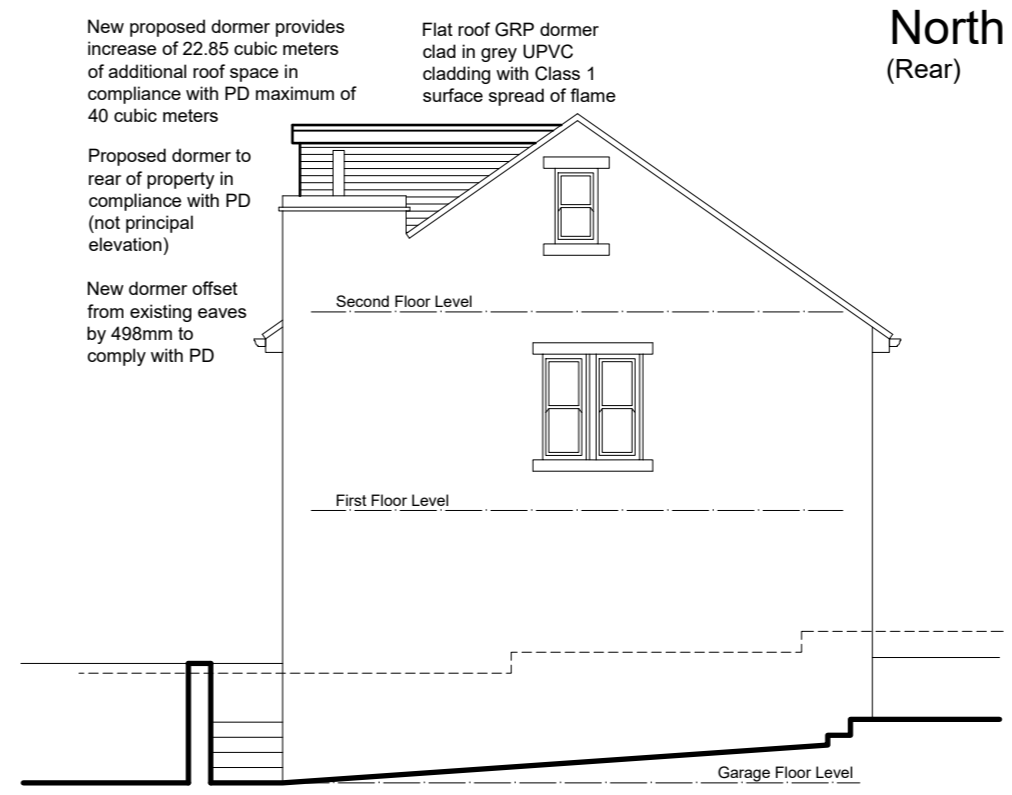 New proposed dormer provides
increase of 22.85 cubic meters
of additional roof space in
compliance with PD maximum of
40 cubic meters
Flat roof GRP dormer
clad in grey UPVC
cladding with Class 1
surface spread of flame
North
(Rear)
Proposed dormer to
rear of property in
compliance with PD
(not principal
elevation)
New dormer offset
from existing eaves
by 498mm to
comply with PD
Second Floor Level
First Floor Level
Garage Floor Level